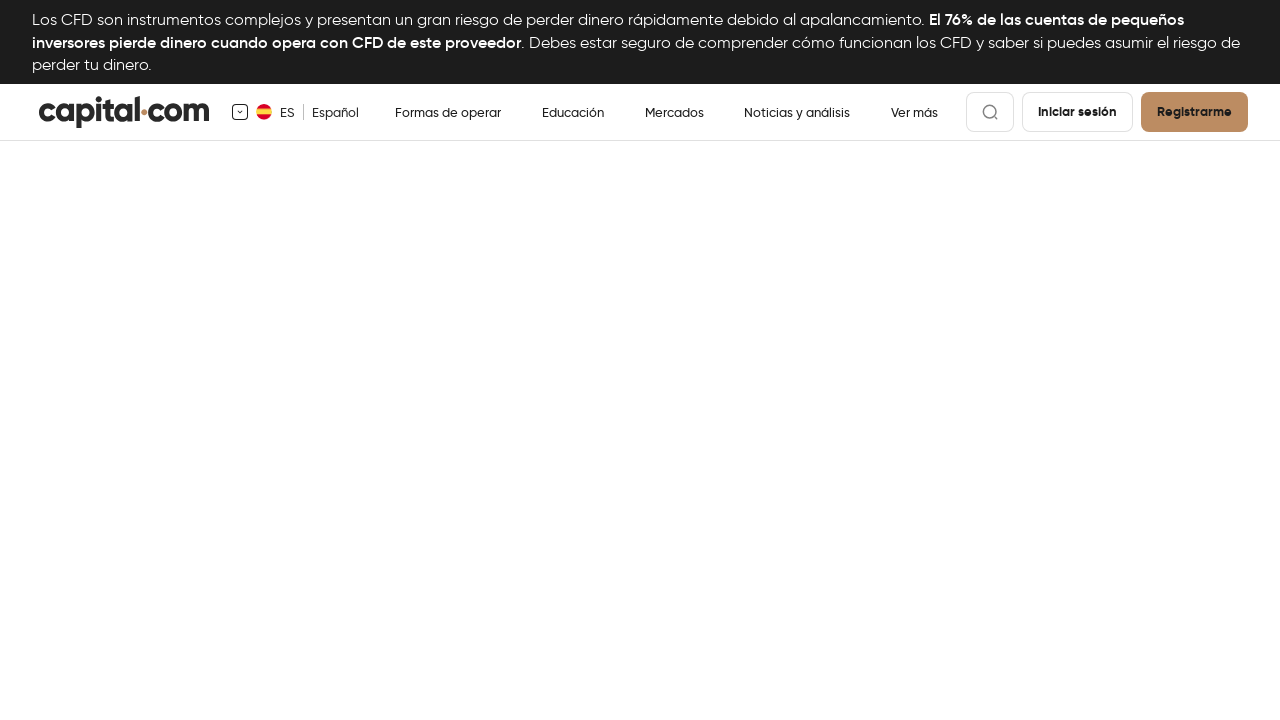 Los CFD son instrumentos complejos y presentan un gran riesgo de perder dinero rápidamente debido al apalancamiento. El 76% de las cuentas de pequeños
inversores pierde dinero cuando opera con CFD de este proveedor. Debes estar seguro de comprender cómo funcionan los CFD y saber si puedes asumir el riesgo de
perder tu dinero.
capital.com ES Español Formas de operar Educación Mercados Noticias y análisis Ver más Iniciar sesión Registrarme